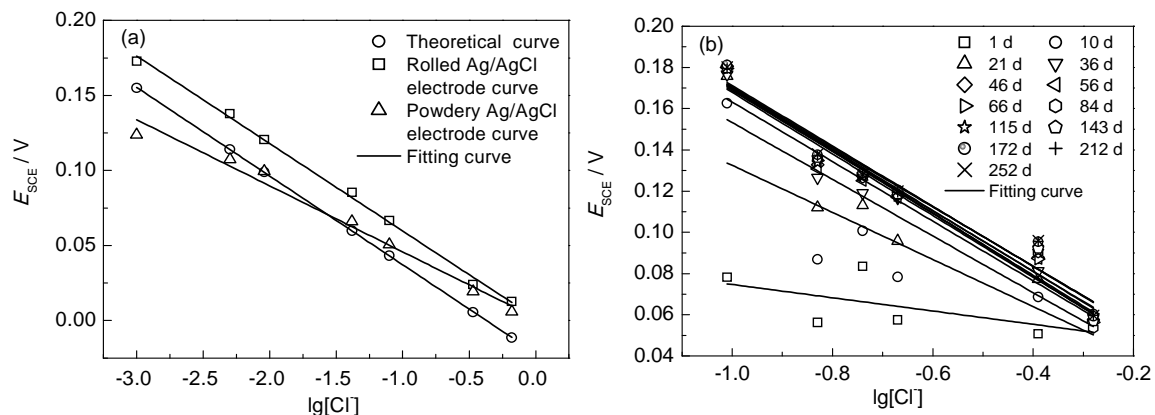 (a)
Theoretical curve
Rolled Ag/AgCl
electrode curve
Powdery Ag/AgCl
electrode curve
Fitting curve
0.20
0.15
0.10
0.05
0.00
E_SCE / V
-3.0 -2.5 -2.0 -1.5 -1.0 -0.5 0.0
lg[Cl⁻]
(b)
1 d 10 d
21 d 36 d
46 d 56 d
66 d 84 d
115 d 143 d
172 d 212 d
252 d
Fitting curve
0.20
0.18
0.16
0.14
0.12
0.10
0.08
0.06
0.04
E_SCE / V
-1.0 -0.8 -0.6 -0.4 -0.2
lg[Cl⁻]